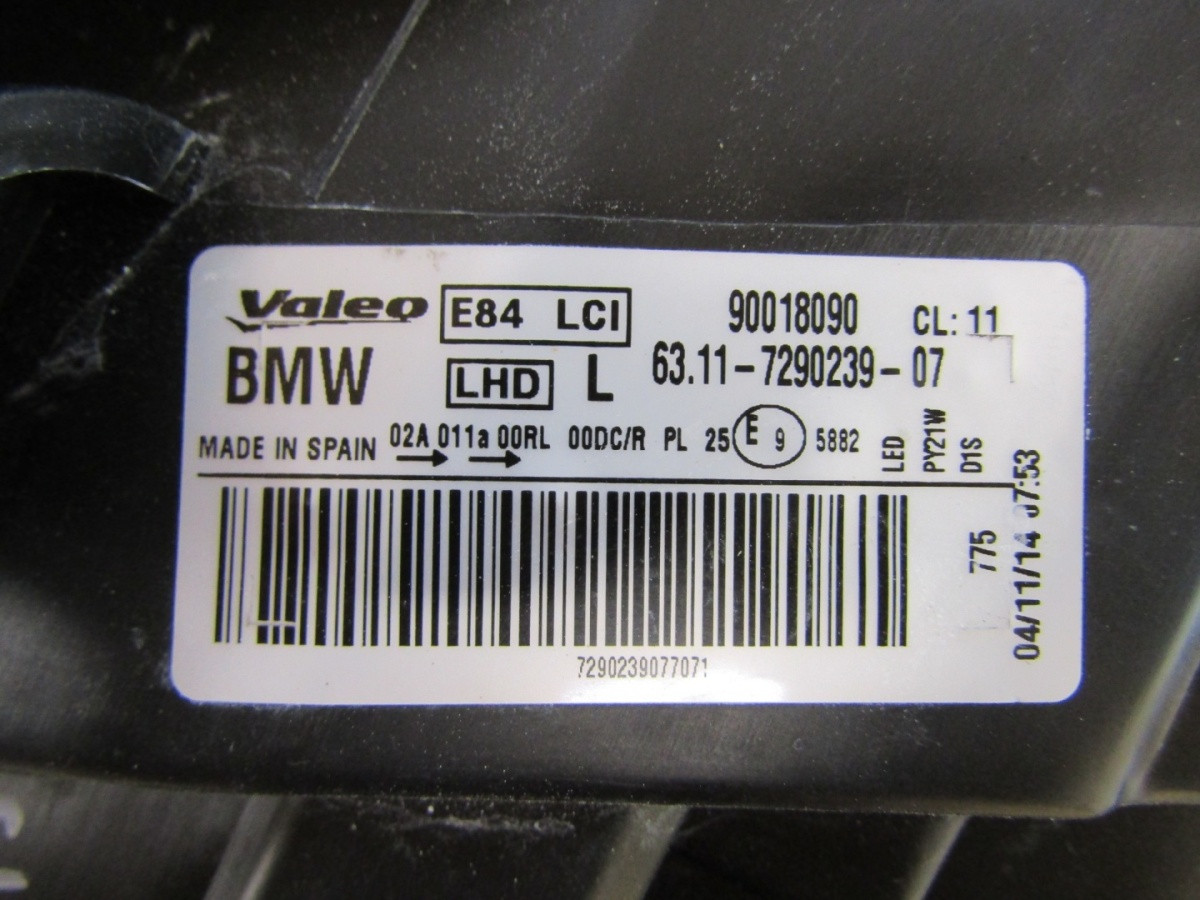 Valeo E84 LCI 90018090 CL: 11
BMW LHD L 63.11-7290239-07
MADE IN SPAIN 02A 011a 00RL 00DC/R PL 25 E 9 5882
LED
PY21W
D1S
775
04/11/14 07:53
7290239077071